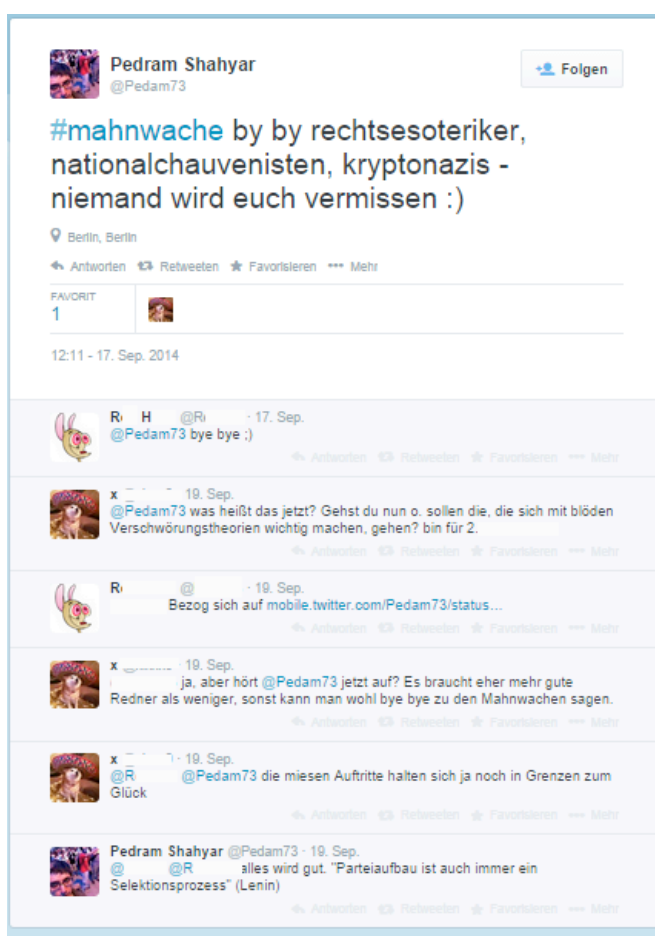 Pedram Shahyar
@Pedam73
Folgen
#mahnwache by by rechtsesoteriker,
nationalchauvenisten, kryptonazis -
niemand wird euch vermissen :)
Berlin, Berlin
Antworten Retweeten Favorisieren Mehr
FAVORIT
1
12:11 - 17. Sep. 2014
H · 17. Sep.
@Pedam73 bye bye ;)
Antworten Retweeten Favorisieren Mehr
x 19. Sep.
@Pedam73 was heißt das jetzt? Gehst du nun o. sollen die, die sich mit blöden
Verschwörungstheorien wichtig machen, gehen? bin für 2.
Antworten Retweeten Favorisieren Mehr
@ · 19. Sep.
Bezog sich auf mobile.twitter.com/Pedam73/status...
Antworten Retweeten Favorisieren Mehr
x · 19. Sep.
ja, aber hört @Pedam73 jetzt auf? Es braucht eher mehr gute
Redner als weniger, sonst kann man wohl bye bye zu den Mahnwachen sagen.
Antworten Retweeten Favorisieren Mehr
x · 19. Sep.
@R @Pedam73 die miesen Auftritte halten sich ja noch in Grenzen zum
Glück
Antworten Retweeten Favorisieren Mehr
Pedram Shahyar @Pedam73 · 19. Sep.
@ @R alles wird gut. "Parteiaufbau ist auch immer ein
Selektionsprozess" (Lenin)
Antworten Retweeten Favorisieren Mehr